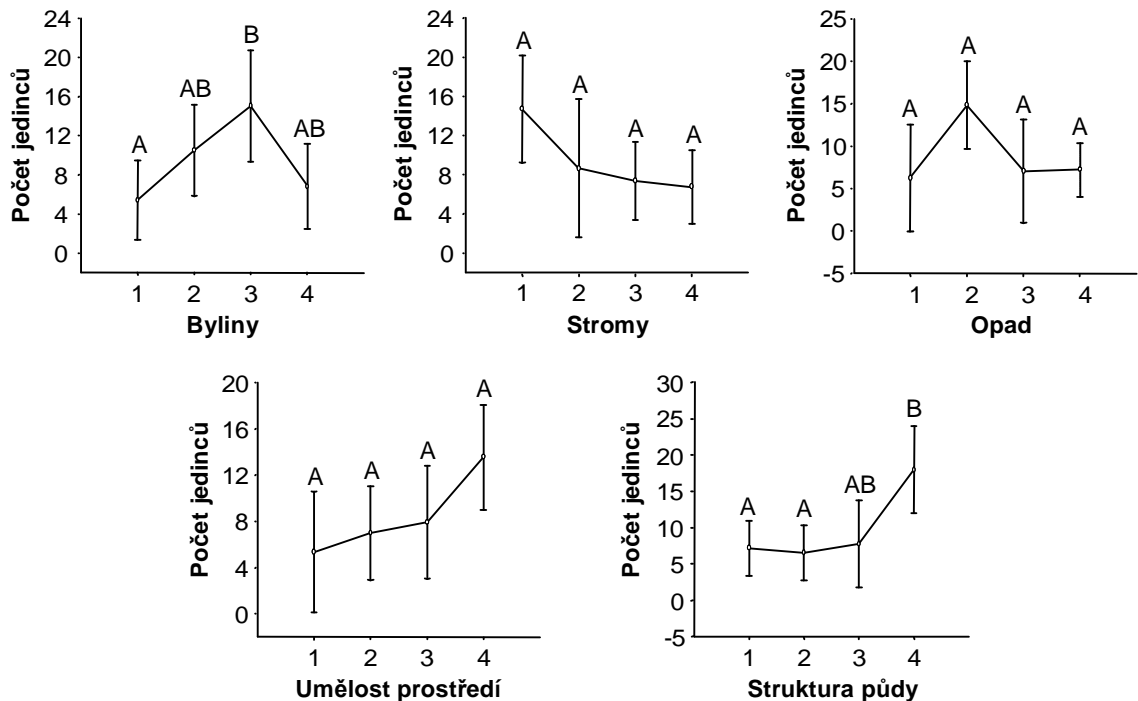 Počet jedinců
24
20
16
12
8
4
0
A
AB
B
AB
1 2 3 4
Byliny
Počet jedinců
24
20
16
12
8
4
0
A
A
A
A
1 2 3 4
Stromy
Počet jedinců
25
20
15
10
5
0
-5
A
A
A
A
1 2 3 4
Opad
Počet jedinců
20
16
12
8
4
0
A
A
A
A
1 2 3 4
Umělost prostředí
Počet jedinců
30
25
20
15
10
5
0
-5
A
A
AB
B
1 2 3 4
Struktura půdy